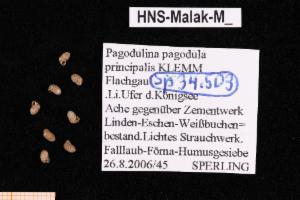 HNS-Malak-M_
Pagodulina pagodula
principalis KLEMM
Flachgau Sp 34.503
.Li.Ufer d.Königsee
Ache gegenüber Zementwerk
Linden-Eschen-Weißbuchen=
bestand.Lichtes Strauchwerk.
Falllaub-Förna-Humusgesiebe
26.8.2006/45 SPERLING